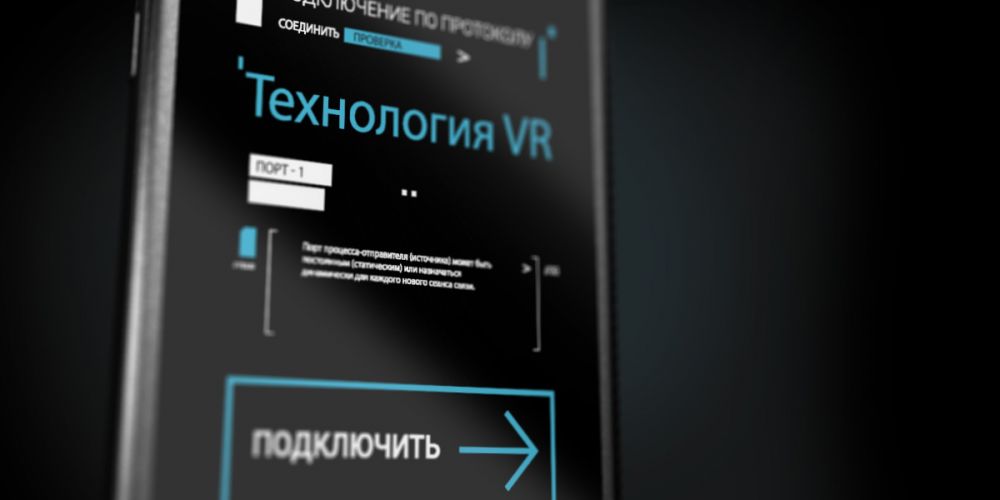 ПОДКЛЮЧЕНИЕ ПО ПРОТОКОЛУ
СОЕДИНИТЬ ПРОВЕРКА >
Технология VR
ПОРТ - 1
Порт процесса-отправителя (источника) может быть
постоянным (статическим) или назначаться
динамически для каждого нового сеанса связи.
>
ПОДКЛЮЧИТЬ